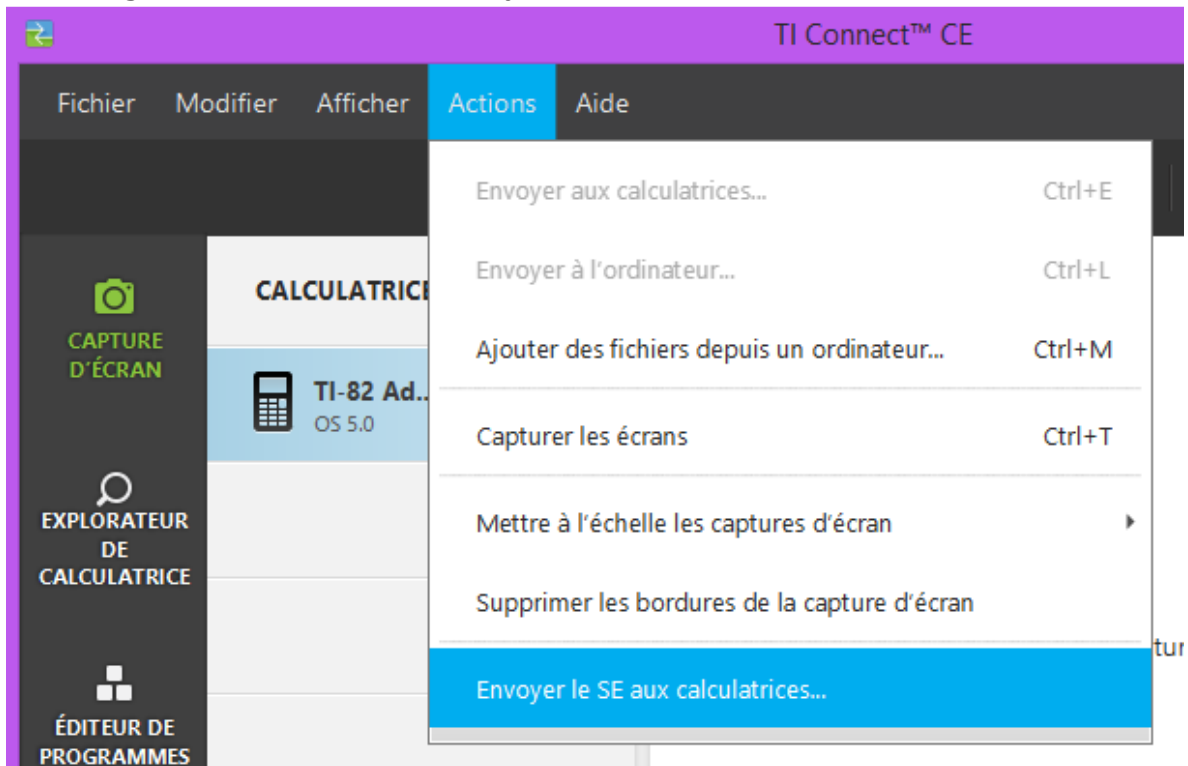 TI Connect™ CE
Fichier Modifier Afficher Actions Aide
Envoyer aux calculatrices... Ctrl+E
Envoyer à l'ordinateur... Ctrl+L
Ajouter des fichiers depuis un ordinateur... Ctrl+M
Capturer les écrans Ctrl+T
Mettre à l'échelle les captures d'écran
Supprimer les bordures de la capture d'écran
Envoyer le SE aux calculatrices...
CAPTURE
D'ÉCRAN
EXPLORATEUR
DE
CALCULATRICE
ÉDITEUR DE
PROGRAMMES
CALCULATRICE
TI-82 Ad..
OS 5.0